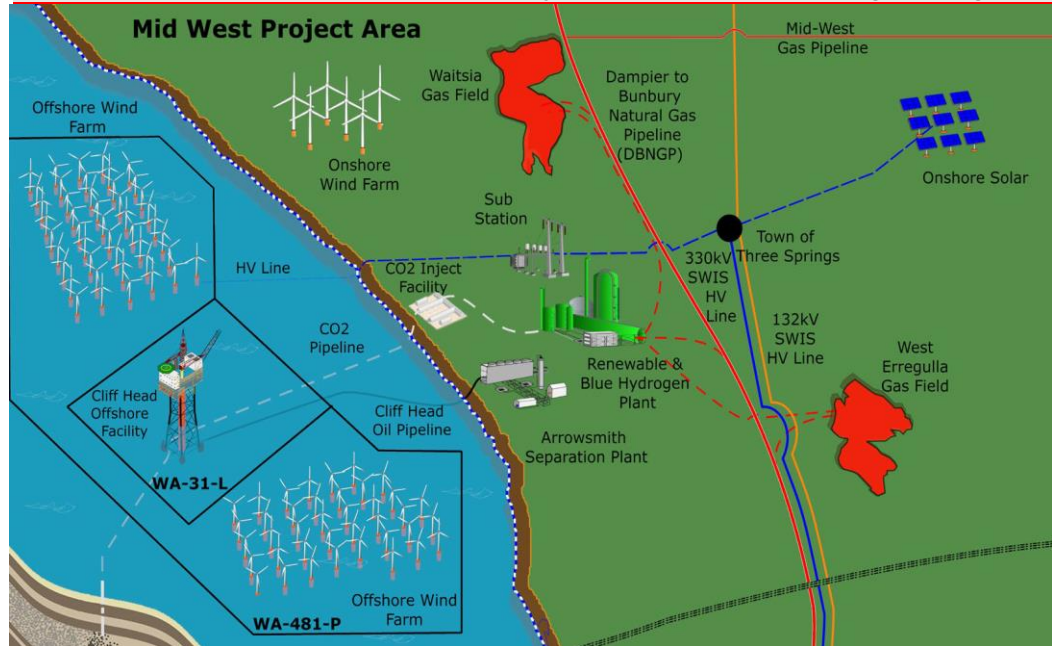 Mid West Project Area
Mid-West
Gas Pipeline
Waitsia
Gas Field
Dampier to
Bunbury
Natural Gas
Pipeline
(DBNGP)
Offshore Wind
Farm
Onshore
Wind Farm
Onshore Solar
Sub
Station
Town of
Three Springs
HV Line
CO2 Inject
Facility
330kV
SWIS
HV
Line
CO2
Pipeline
132kV
SWIS
HV Line
Renewable &
Blue Hydrogen
Plant
West
Erregulla
Gas Field
Cliff Head
Offshore
Facility
Cliff Head
Oil Pipeline
Arrowsmith
Separation Plant
WA-31-L
Offshore Wind
Farm
WA-481-P